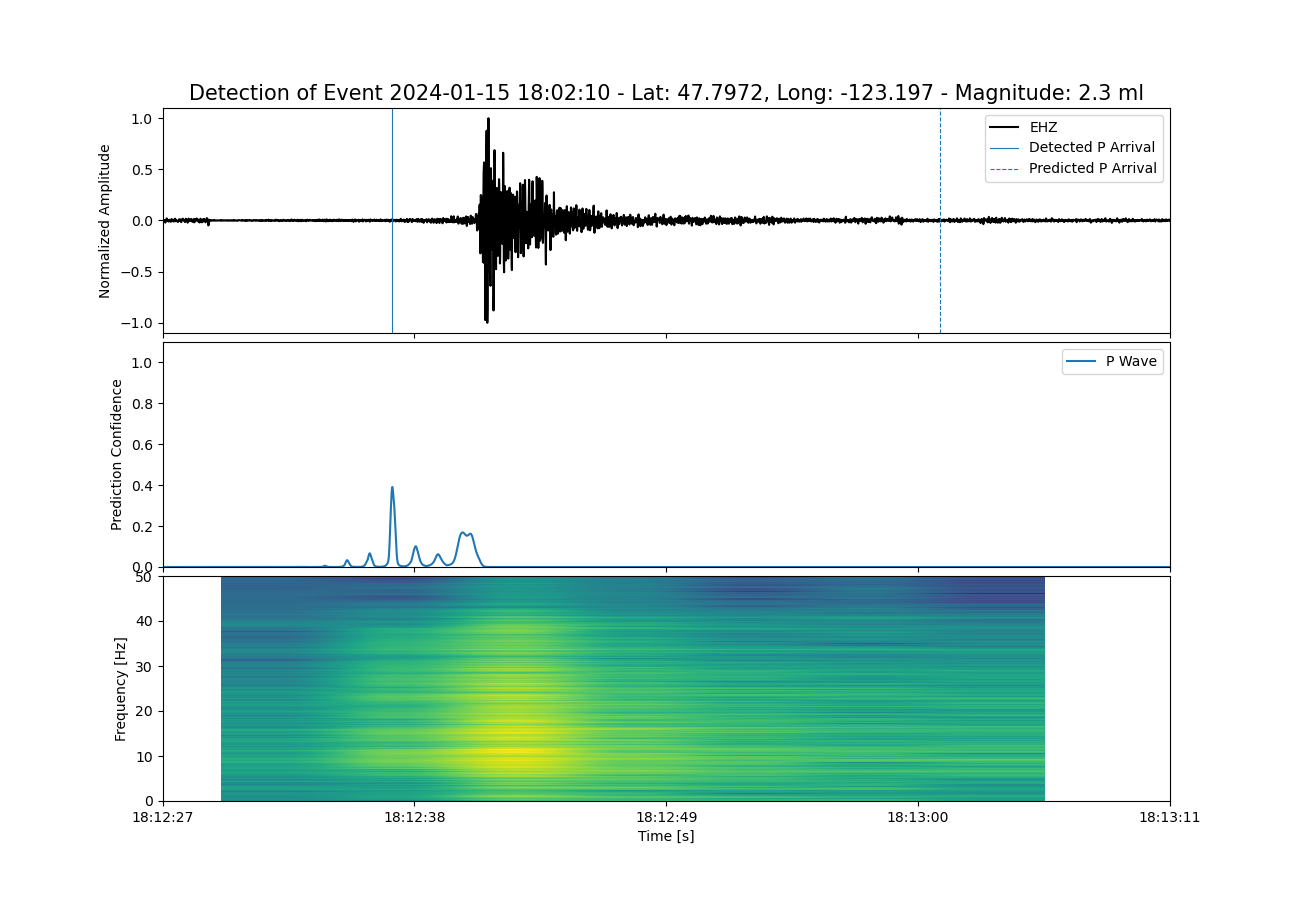 Detection of Event 2024-01-15 18:02:10 - Lat: 47.7972, Long: -123.197 - Magnitude: 2.3 ml
1.0
0.5
0.0
−0.5
−1.0
Normalized Amplitude
EHZ
Detected P Arrival
Predicted P Arrival
1.0
0.8
0.6
0.4
0.2
0.0
Prediction Confidence
P Wave
50
40
30
20
10
0
Frequency [Hz]
18:12:27 18:12:38 18:12:49 18:13:00 18:13:11
Time [s]